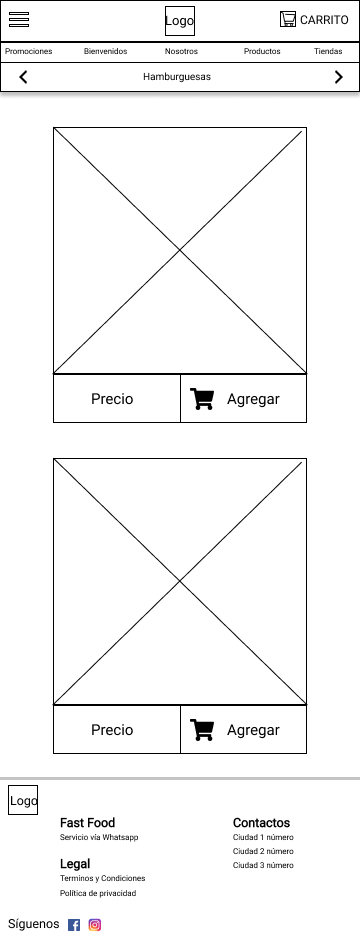 Logo
CARRITO
Promociones Bienvenidos Nosotros Productos Tiendas
Hamburguesas
Precio Agregar
Precio Agregar
Logo
Fast Food
Servicio vía Whatsapp
Legal
Terminos y Condiciones
Política de privacidad
Contactos
Ciudad 1 número
Ciudad 2 número
Ciudad 3 número
Síguenos